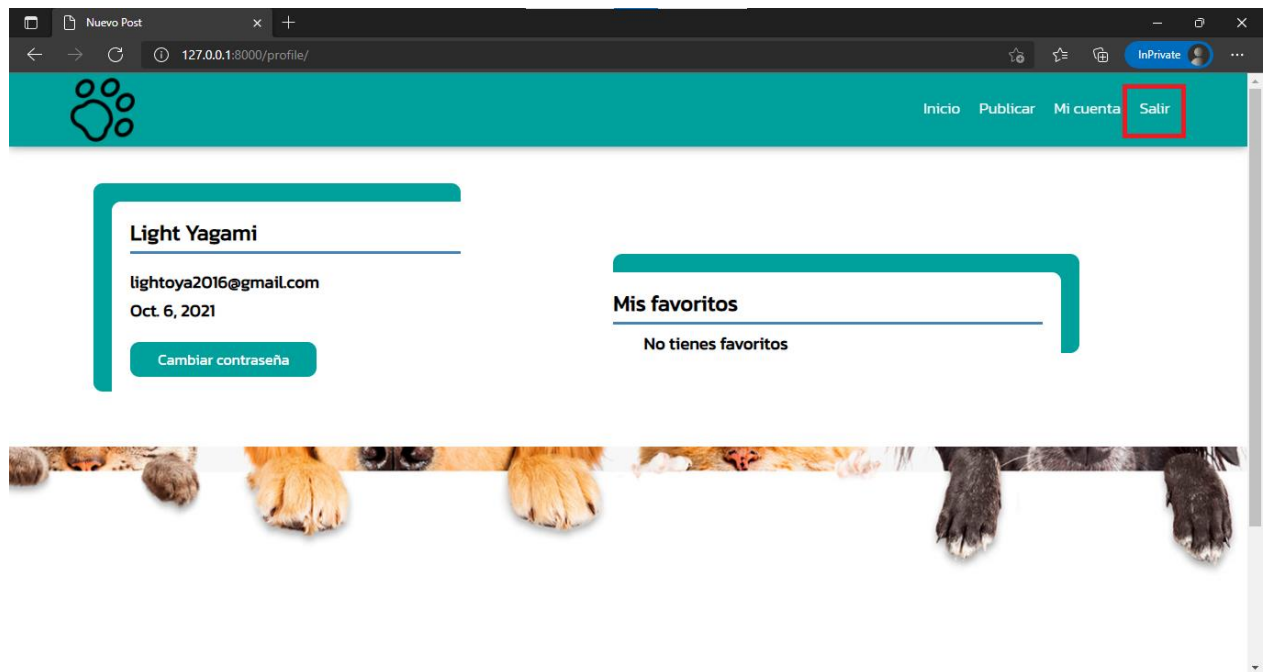 Nuevo Post
127.0.0.1:8000/profile/
InPrivate
Inicio Publicar Mi cuenta Salir
Light Yagami
lightoya2016@gmail.com
Oct. 6, 2021
Cambiar contraseña
Mis favoritos
No tienes favoritos